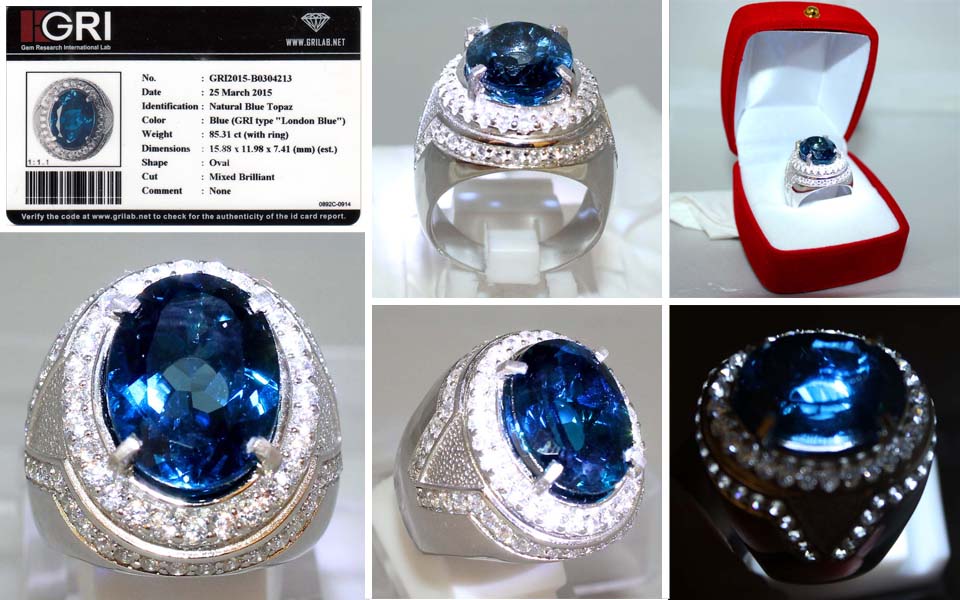 GRI
Gem Research International Lab
WWW.GRILAB.NET
No. : GRI2015-B0304213
Date : 25 March 2015
Identification : Natural Blue Topaz
Color : Blue (GRI type "London Blue")
Weight : 85.31 ct (with ring)
Dimensions : 15.88 x 11.98 x 7.41 (mm) (est.)
Shape : Oval
Cut : Mixed Brilliant
Comment : None
1:1.1
0892C-0914
Verify the code at www.grilab.net to check for the authenticity of the id card report.